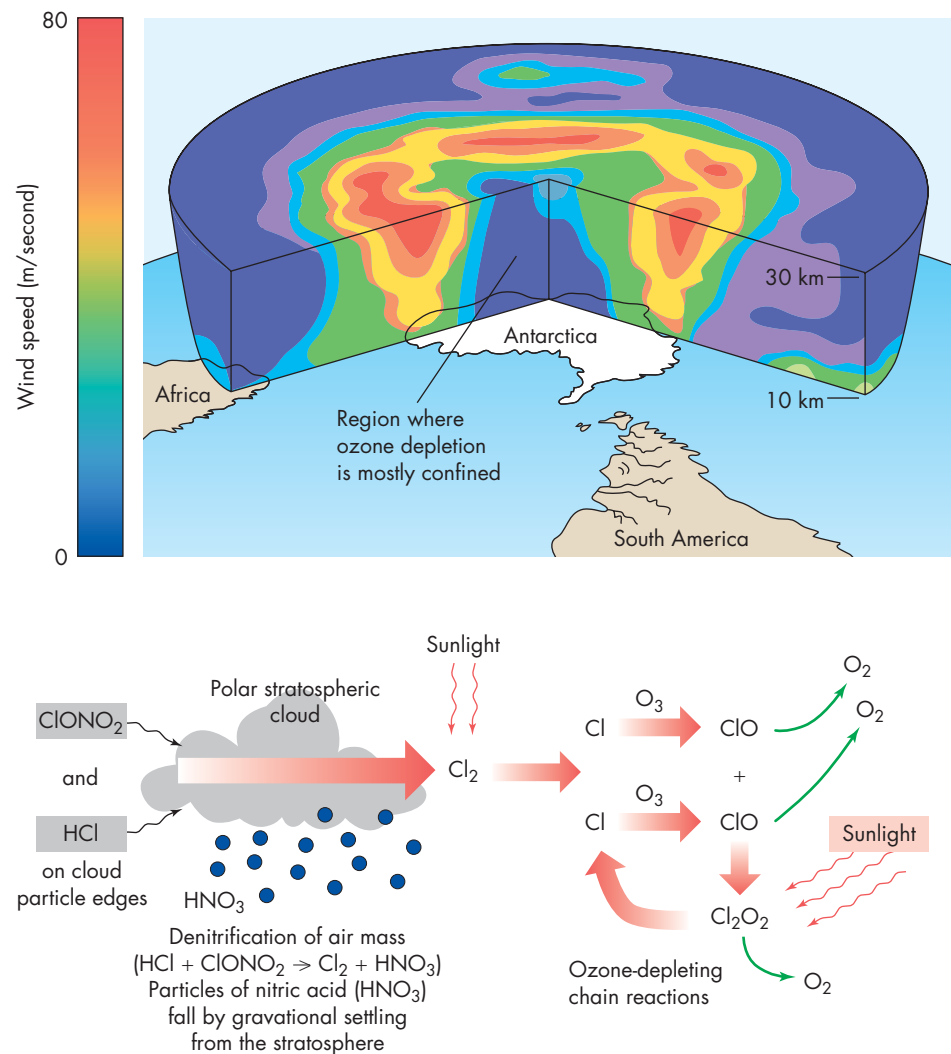 80
Wind speed (m/second)
0
30 km
10 km
Africa
Antarctica
Region where
ozone depletion
is mostly confined
South America
Sunlight
Polar stratospheric
cloud
ClONO₂
and
HCl
on cloud
particle edges
HNO₃
Cl₂
Cl
O₃
ClO
O₂
O₂
+
Cl
O₃
ClO
Sunlight
Cl₂O₂
O₂
Ozone-depleting
chain reactions
Denitrification of air mass
(HCl + ClONO₂ → Cl₂ + HNO₃)
Particles of nitric acid (HNO₃)
fall by gravational settling
from the stratosphere